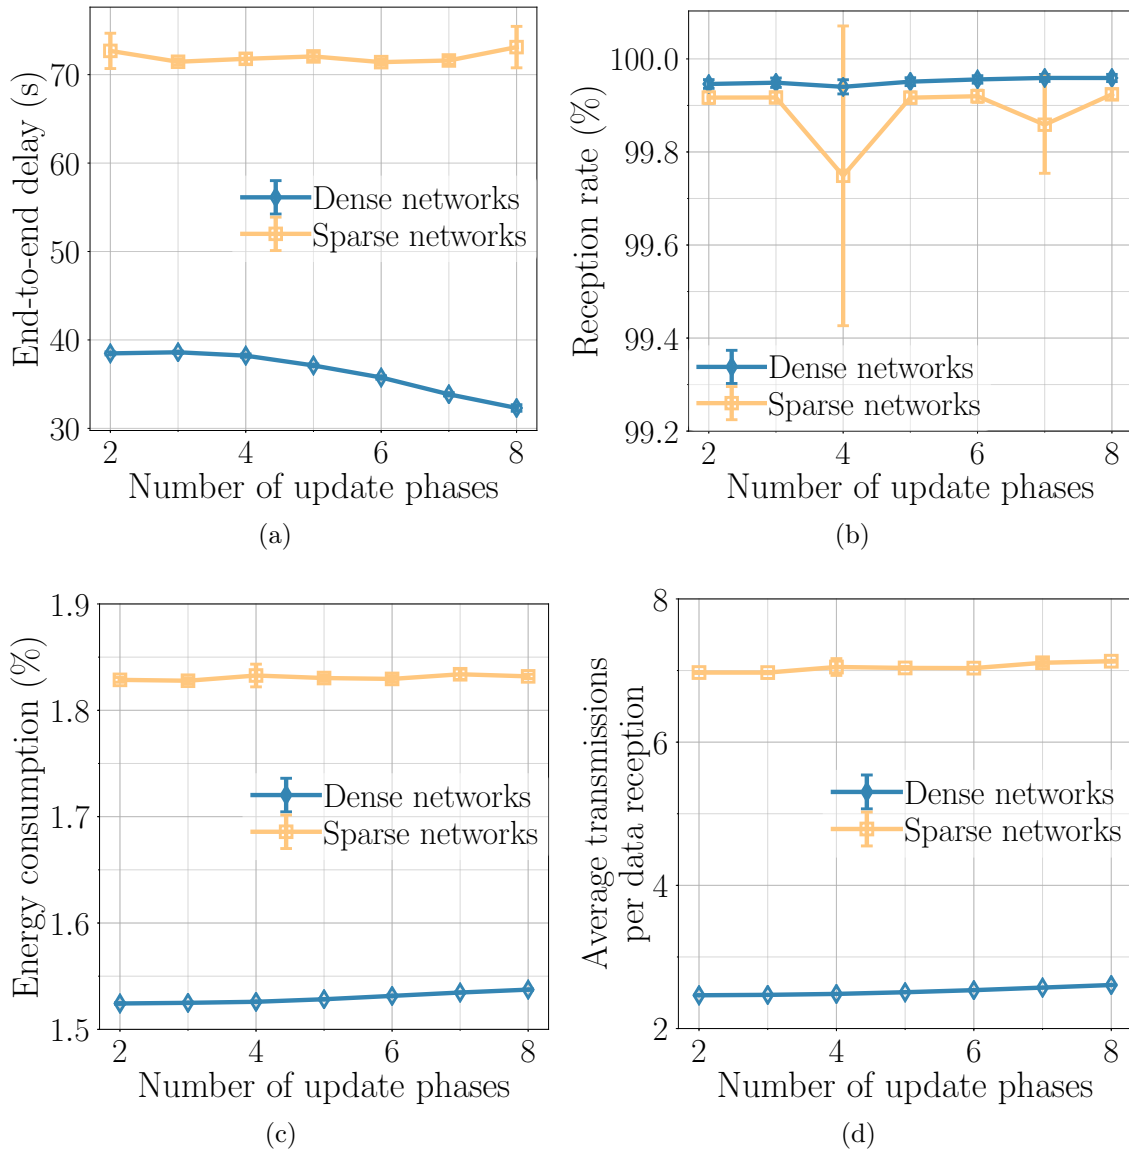 End-to-end delay (s)
70
60
50
40
30
Dense networks
Sparse networks
2 4 6 8
Number of update phases
(a)
Reception rate (%)
100.0
99.8
99.6
99.4
99.2
Dense networks
Sparse networks
2 4 6 8
Number of update phases
(b)
Energy consumption (%)
1.9
1.8
1.7
1.6
1.5
Dense networks
Sparse networks
2 4 6 8
Number of update phases
(c)
Average transmissions
per data reception
8
6
4
2
Dense networks
Sparse networks
2 4 6 8
Number of update phases
(d)